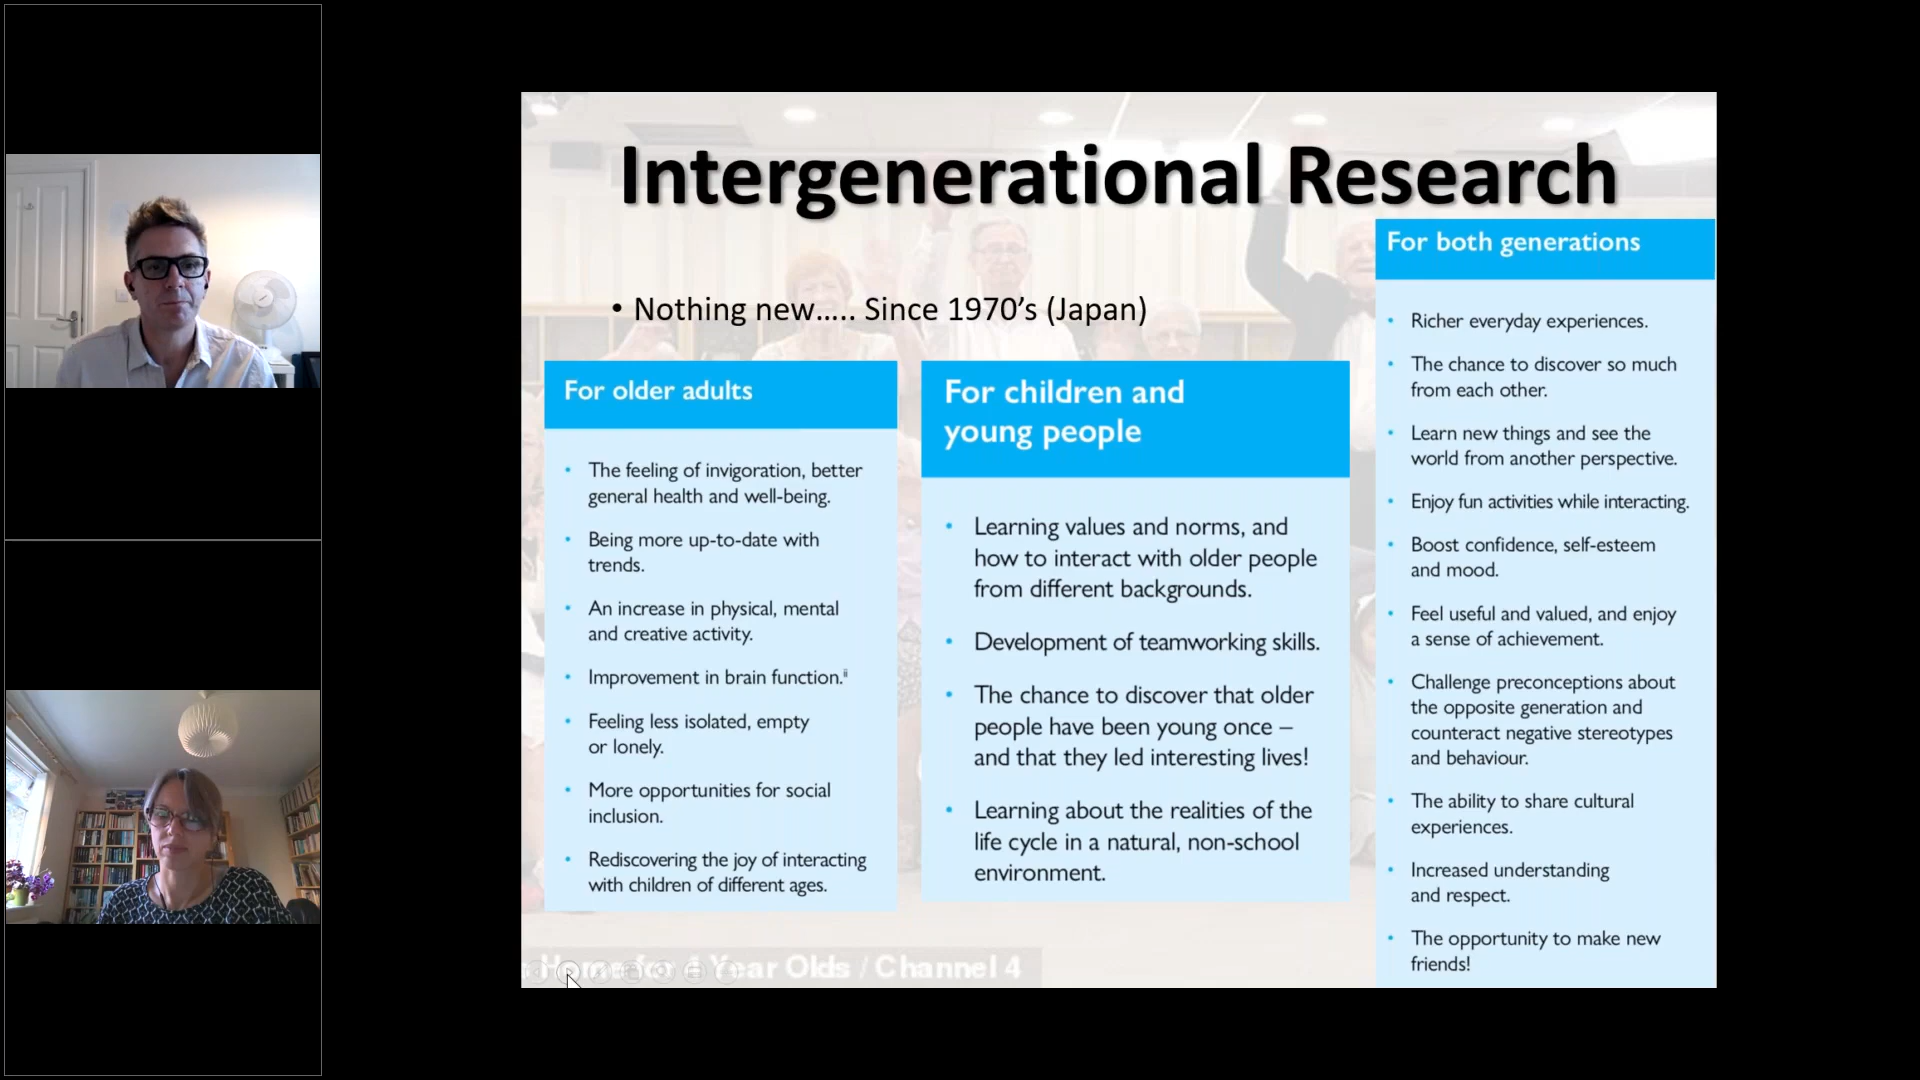 Intergenerational Research
• Nothing new..... Since 1970's (Japan)
For older adults
• The feeling of invigoration, better
general health and well-being.
• Being more up-to-date with
trends.
• An increase in physical, mental
and creative activity.
• Improvement in brain function.ii
• Feeling less isolated, empty
or lonely.
• More opportunities for social
inclusion.
• Rediscovering the joy of interacting
with children of different ages.
For children and
young people
• Learning values and norms, and
how to interact with older people
from different backgrounds.
• Development of teamworking skills.
• The chance to discover that older
people have been young once –
and that they led interesting lives!
• Learning about the realities of the
life cycle in a natural, non-school
environment.
For both generations
• Richer everyday experiences.
• The chance to discover so much
from each other.
• Learn new things and see the
world from another perspective.
• Enjoy fun activities while interacting.
• Boost confidence, self-esteem
and mood.
• Feel useful and valued, and enjoy
a sense of achievement.
• Challenge preconceptions about
the opposite generation and
counteract negative stereotypes
and behaviour.
• The ability to share cultural
experiences.
• Increased understanding
and respect.
• The opportunity to make new
friends!
Year Olds / Channel 4